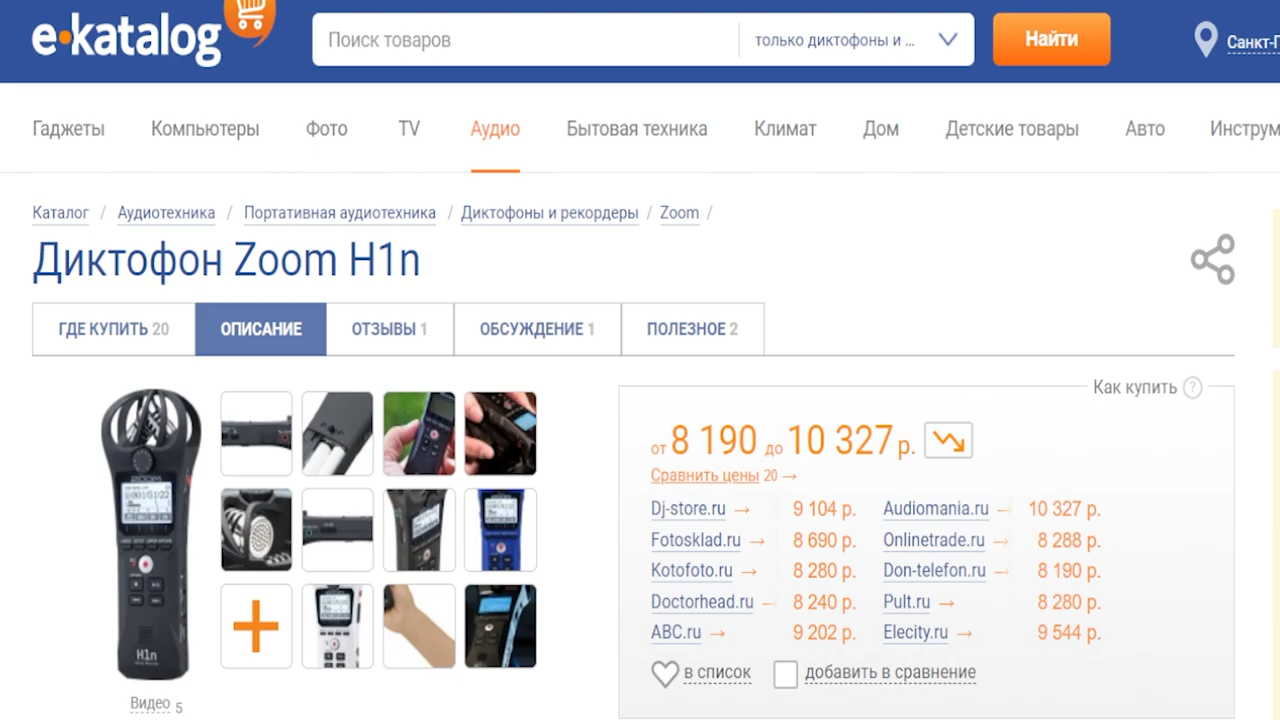 e·katalog
Поиск товаров
только диктофоны и ...
Найти
Санкт-П
Гаджеты Компьютеры Фото TV Аудио Бытовая техника Климат Дом Детские товары Авто Инструм
Каталог / Аудиотехника / Портативная аудиотехника / Диктофоны и рекордеры / Zoom /
Диктофон Zoom H1n
ГДЕ КУПИТЬ 20 ОПИСАНИЕ ОТЗЫВЫ 1 ОБСУЖДЕНИЕ 1 ПОЛЕЗНОЕ 2
Как купить ?
от 8 190 до 10 327 р.
Сравнить цены 20 →
Dj-store.ru → 9 104 р. Audiomania.ru → 10 327 р.
Fotosklad.ru → 8 690 р. Onlinetrade.ru → 8 288 р.
Kotofoto.ru → 8 280 р. Don-telefon.ru → 8 190 р.
Doctorhead.ru → 8 240 р. Pult.ru → 8 280 р.
ABC.ru → 9 202 р. Elecity.ru → 9 544 р.
в список добавить в сравнение
ZOOM
H1n
Видео 5